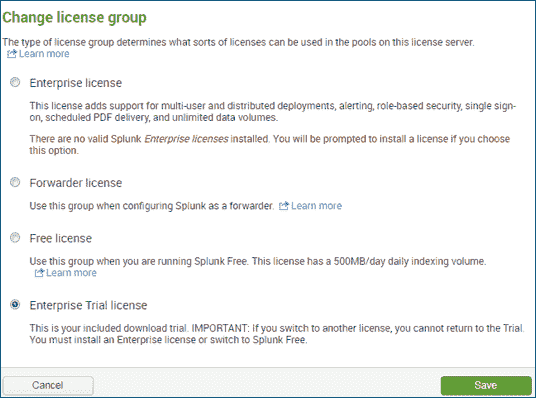 Change license group
The type of license group determines what sorts of licenses can be used in the pools on this license server.
Learn more
Enterprise license
This license adds support for multi-user and distributed deployments, alerting, role-based security, single sign-
on, scheduled PDF delivery, and unlimited data volumes.
There are no valid Splunk Enterprise licenses installed. You will be prompted to install a license if you choose
this option.
Forwarder license
Use this group when configuring Splunk as a forwarder. Learn more
Free license
Use this group when you are running Splunk Free. This license has a 500MB/day daily indexing volume.
Learn more
Enterprise Trial license
This is your included download trial. IMPORTANT: If you switch to another license, you cannot return to the Trial.
You must install an Enterprise license or switch to Splunk Free.
Cancel Save